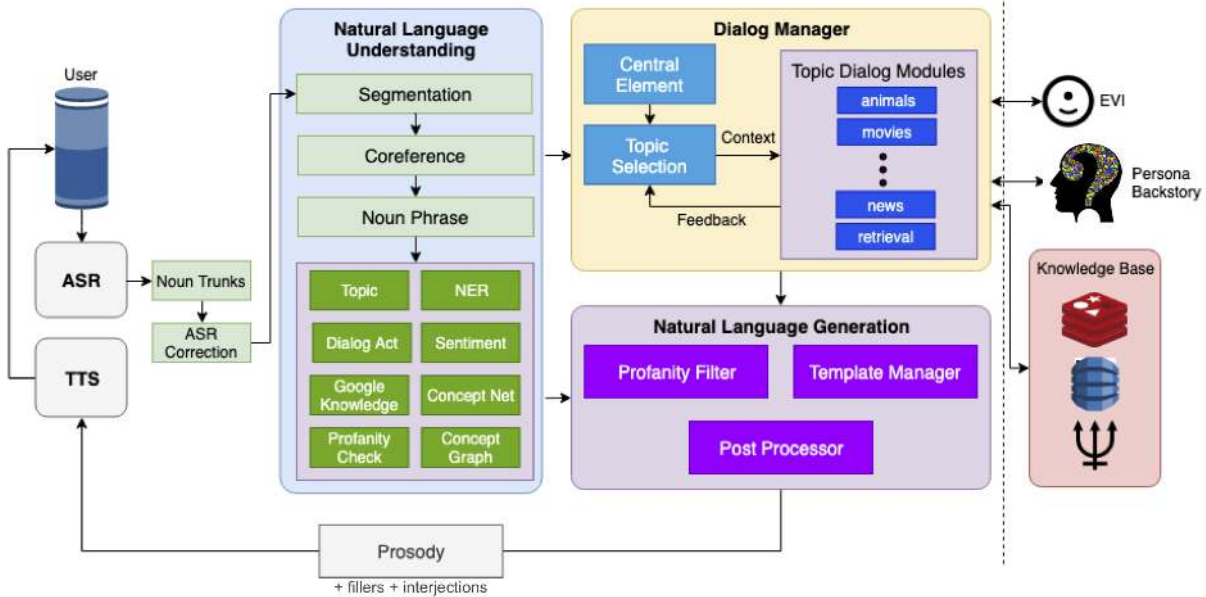 User
ASR
TTS
Noun Trunks
ASR
Correction
Natural Language
Understanding
Segmentation
Coreference
Noun Phrase
Topic
NER
Dialog Act
Sentiment
Google
Knowledge
Concept Net
Profanity
Check
Concept
Graph
Dialog Manager
Central
Element
Topic
Selection
Context
Feedback
Topic Dialog Modules
animals
movies
news
retrieval
Natural Language Generation
Profanity Filter
Template Manager
Post Processor
EVI
Persona
Backstory
Knowledge Base
Prosody
+ fillers + interjections